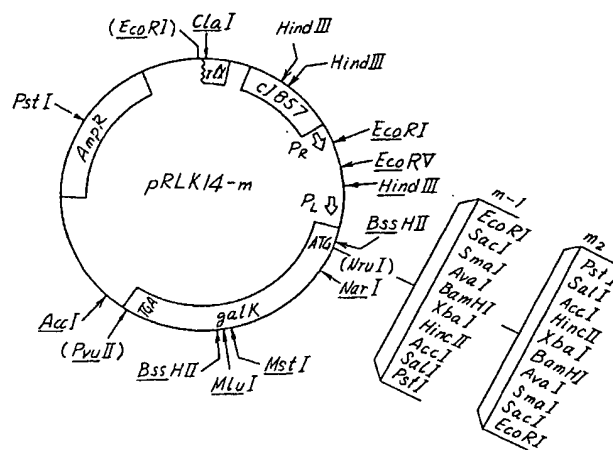 ClaI
(EcoRI)
HindIII
HindIII
rlx
cI857
PstI
AmpR
EcoRI
PR
EcoRV
pRLK14-m
HindIII
PL
BssHII
ATG
(NruI)
NarI
TGA
galK
AccI
(PvuII)
BssHII
MluI
MstI
m-1
EcoRI
SacI
SmaI
AvaI
BamHI
XbaI
HincII
AccI
SalI
PstI
m2
PstI
SalI
AccI
HincII
XbaI
BamHI
AvaI
SmaI
SacI
EcoRI